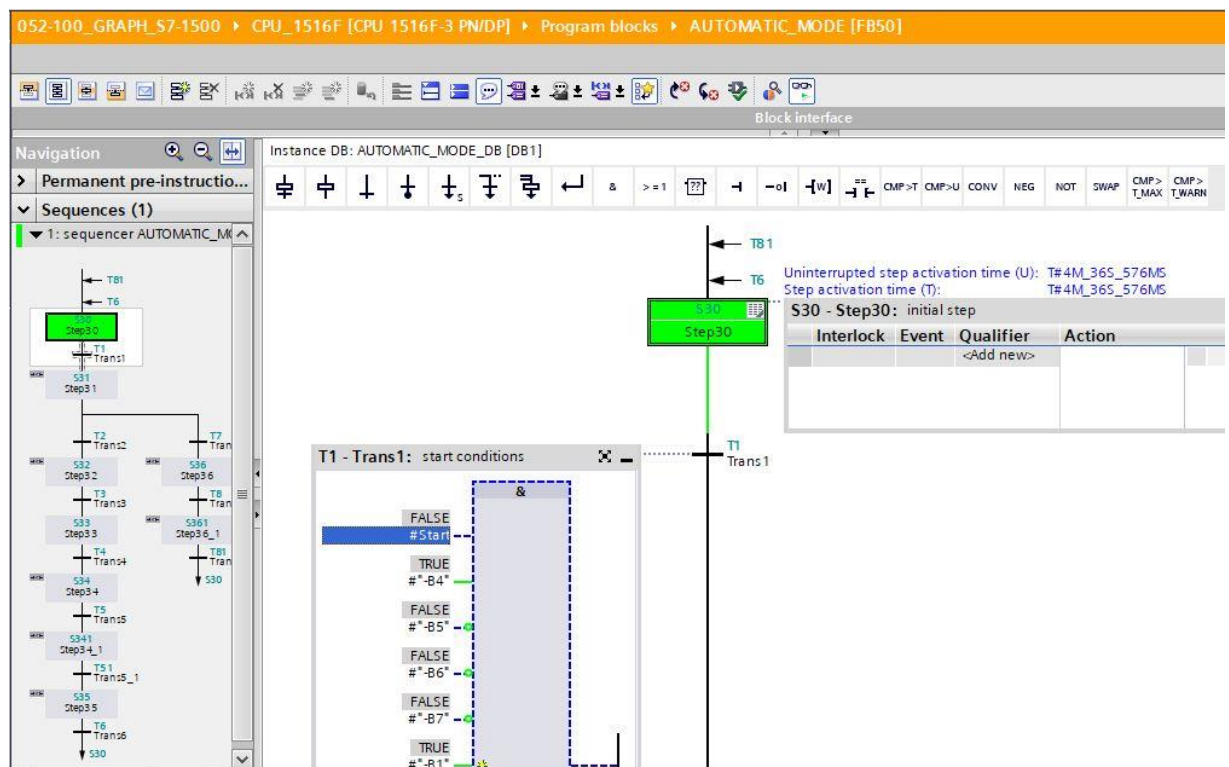 052-100_GRAPH_S7-1500 ▸ CPU_1516F [CPU 1516F-3 PN/DP] ▸ Program blocks ▸ AUTOMATIC_MODE [FB50]
Block interface
Navigation
Permanent pre-instructio...
Sequences (1)
1: sequencer AUTOMATIC_M
T81
T6
S30
Step30
T1
Trans1
S31
Step31
T2
Trans2
T7
Tran
S32
Step32
S36
Step36
T3
Trans3
T8
Tran
S33
Step33
S361
Step36_1
T4
Trans4
T81
Tran
S34
Step34
S30
T5
Trans5
S341
Step34_1
T51
Trans5_1
S35
Step35
T6
Trans6
S30
Instance DB: AUTOMATIC_MODE_DB [DB1]
& >=1 ?? CMP>T CMP>U CONV NEG NOT SWAP CMP> T_MAX CMP> T_WARN
T81
T6
Uninterrupted step activation time (U): T#4M_36S_576MS
Step activation time (T): T#4M_36S_576MS
S30
Step30
S30 - Step30: initial step
Interlock Event Qualifier Action
<Add new>
T1
Trans1
T1 - Trans1: start conditions
&
FALSE
#Start
TRUE
#"-B4"
FALSE
#"-B5"
FALSE
#"-B6"
FALSE
#"-B7"
TRUE
#"-B1"